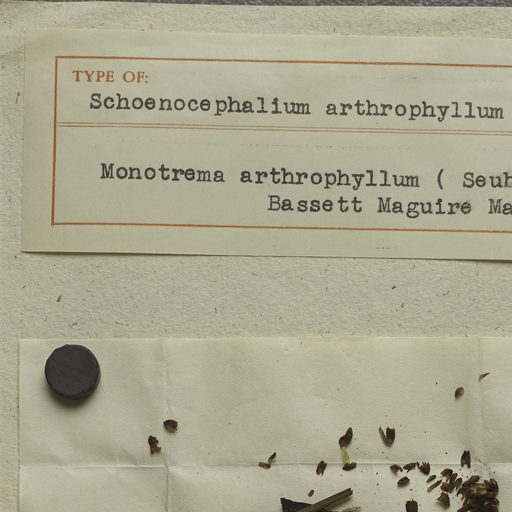 TYPE OF:
Schoenocephalium arthrophyllum
Monotrema arthrophyllum ( Seub
Bassett Maguire Ma